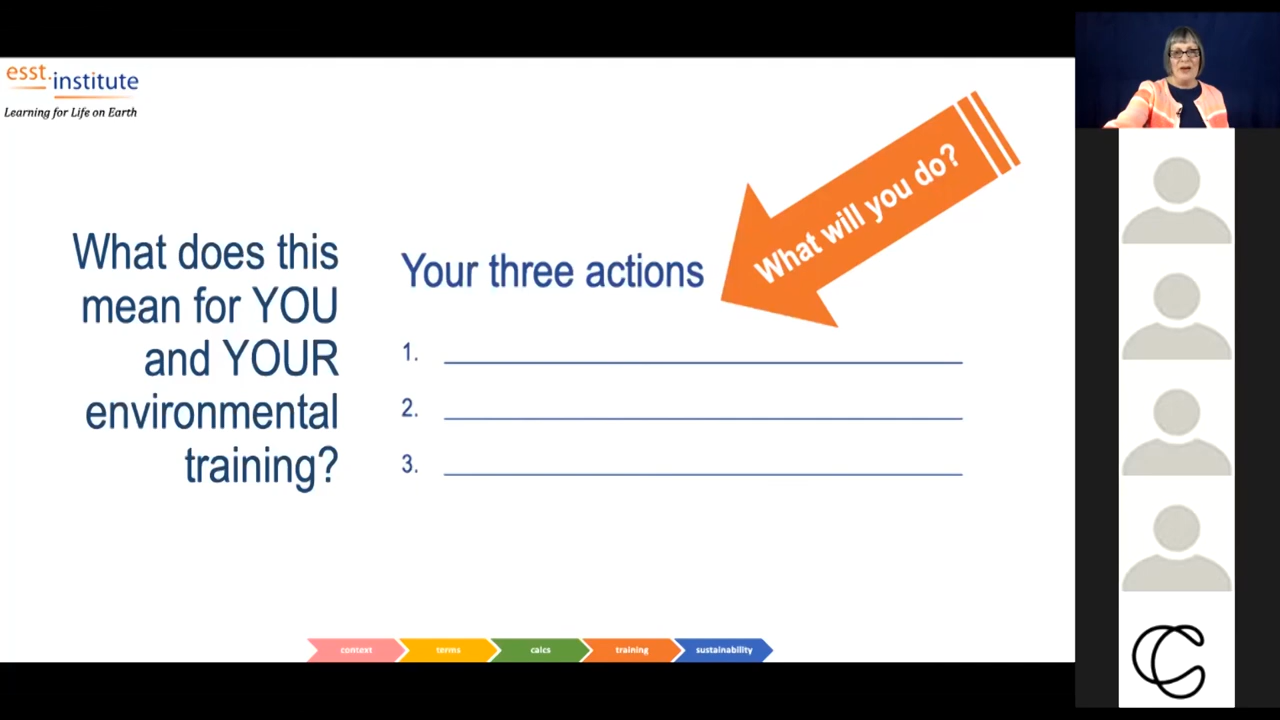 esst.institute
Learning for Life on Earth
What will you do?
What does this
mean for YOU
and YOUR
environmental
training?
Your three actions
1.
2.
3.
context
terms
calcs
training
sustainability